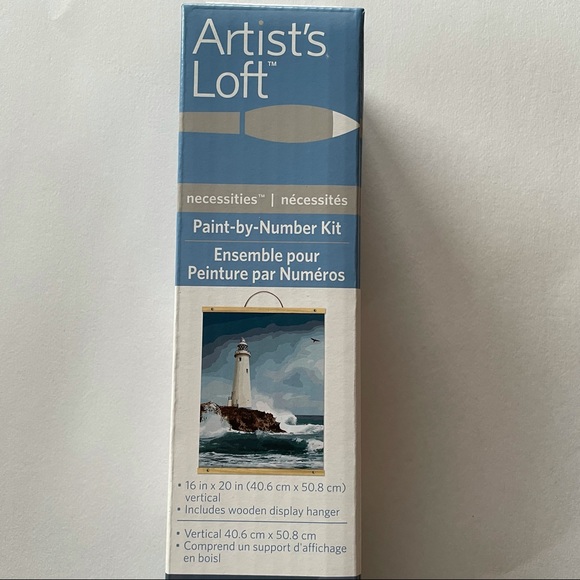 Artist's
Loft™
necessities™ | nécessités
Paint-by-Number Kit
Ensemble pour
Peinture par Numéros
• 16 in x 20 in (40.6 cm x 50.8 cm)
vertical
• Includes wooden display hanger
• Vertical 40.6 cm x 50.8 cm
• Comprend un support d'affichage
en boisl